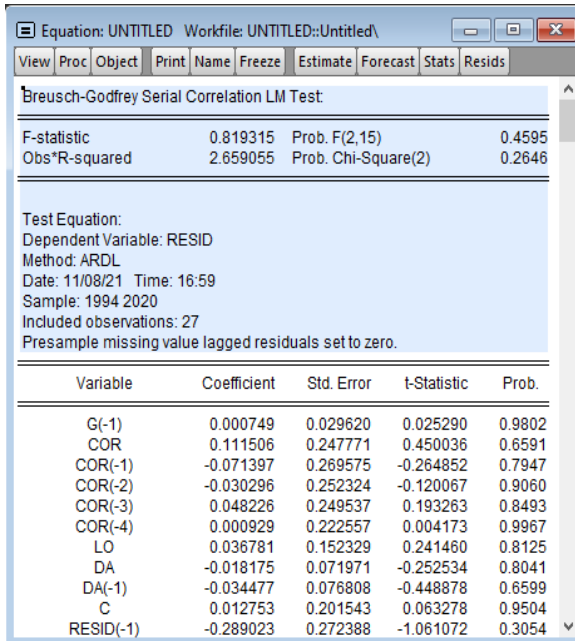 Equation: UNTITLED Workfile: UNTITLED::Untitled\
View Proc Object Print Name Freeze Estimate Forecast Stats Resids
Breusch-Godfrey Serial Correlation LM Test:
F-statistic 0.819315 Prob. F(2,15) 0.4595
Obs*R-squared 2.659055 Prob. Chi-Square(2) 0.2646
Test Equation:
Dependent Variable: RESID
Method: ARDL
Date: 11/08/21 Time: 16:59
Sample: 1994 2020
Included observations: 27
Presample missing value lagged residuals set to zero.
Variable Coefficient Std. Error t-Statistic Prob.
G(-1) 0.000749 0.029620 0.025290 0.9802
COR 0.111506 0.247771 0.450036 0.6591
COR(-1) -0.071397 0.269575 -0.264852 0.7947
COR(-2) -0.030296 0.252324 -0.120067 0.9060
COR(-3) 0.048226 0.249537 0.193263 0.8493
COR(-4) 0.000929 0.222557 0.004173 0.9967
LO 0.036781 0.152329 0.241460 0.8125
DA -0.018175 0.071971 -0.252534 0.8041
DA(-1) -0.034477 0.076808 -0.448878 0.6599
C 0.012753 0.201543 0.063278 0.9504
RESID(-1) -0.289023 0.272388 -1.061072 0.3054